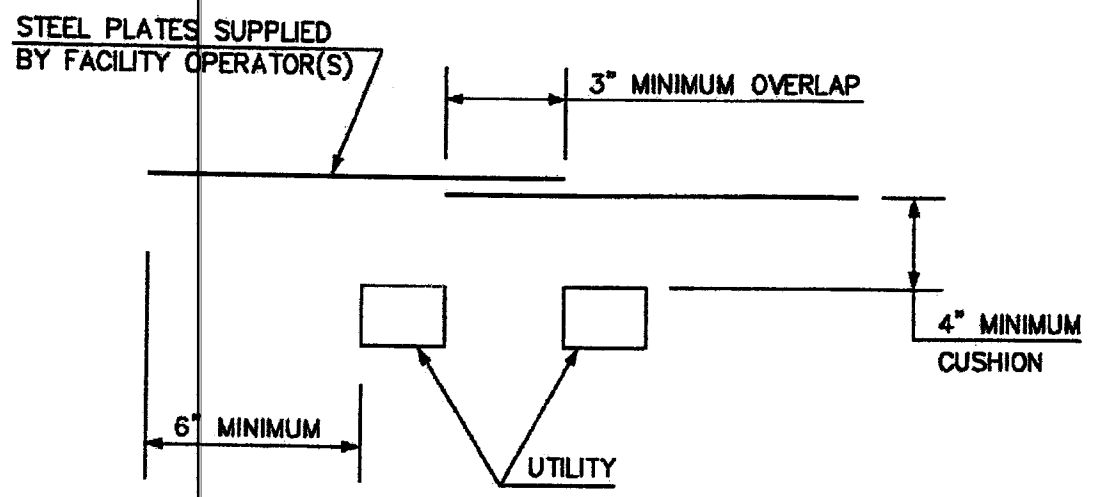 STEEL PLATES SUPPLIED
BY FACILITY OPERATOR(S)
3" MINIMUM OVERLAP
4" MINIMUM
CUSHION
6" MINIMUM
UTILITY